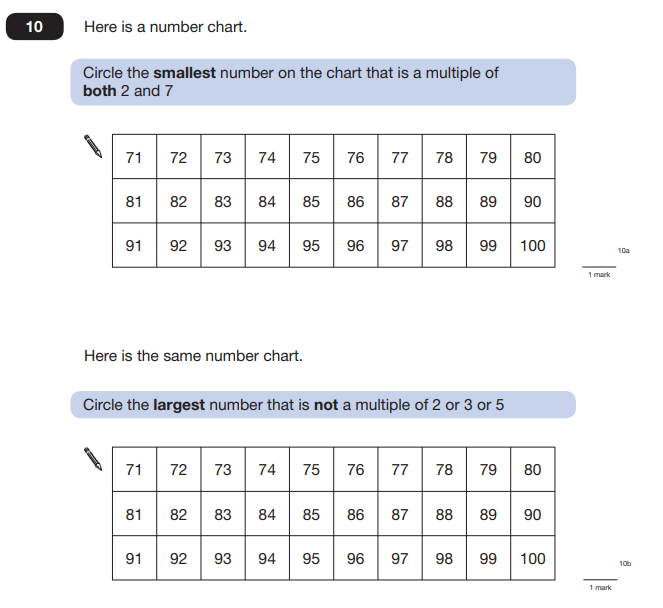 10 Here is a number chart.
Circle the smallest number on the chart that is a multiple of
both 2 and 7
71 72 73 74 75 76 77 78 79 80
81 82 83 84 85 86 87 88 89 90
91 92 93 94 95 96 97 98 99 100
10a
1 mark
Here is the same number chart.
Circle the largest number that is not a multiple of 2 or 3 or 5
71 72 73 74 75 76 77 78 79 80
81 82 83 84 85 86 87 88 89 90
91 92 93 94 95 96 97 98 99 100
10b
1 mark